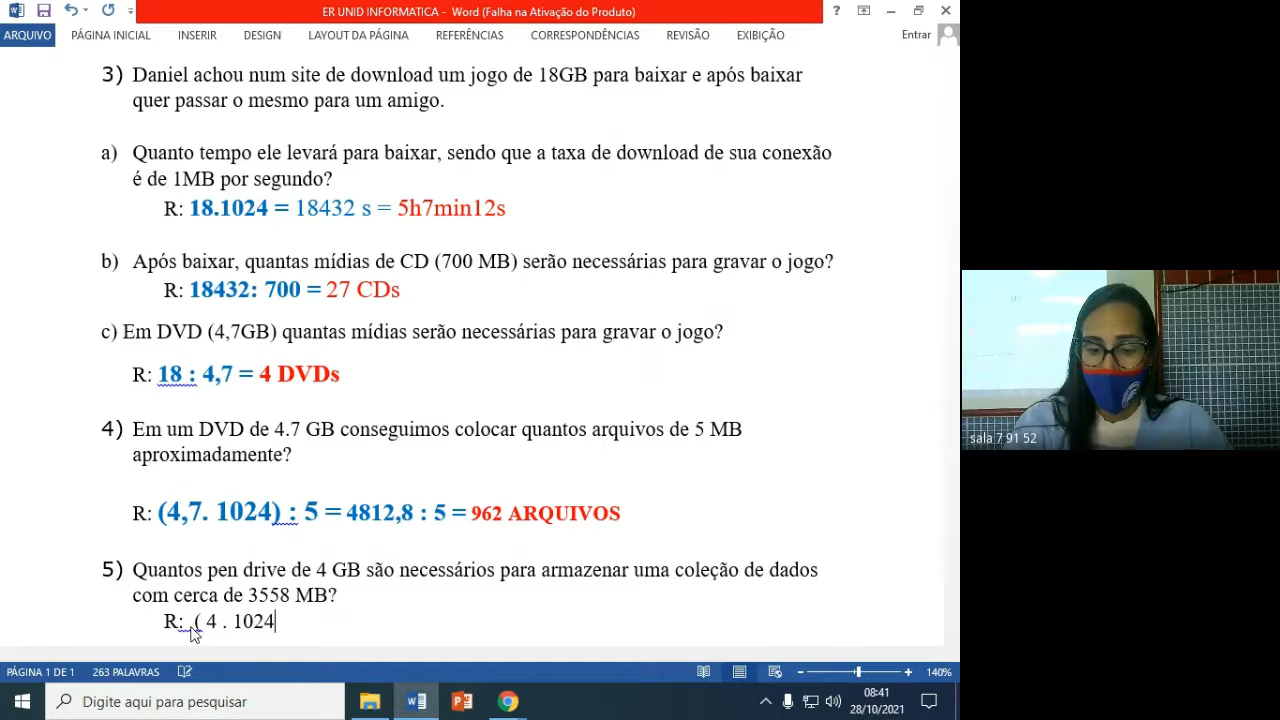 ER UNID INFORMATICA - Word (Falha na Ativação do Produto)
ARQUIVO PÁGINA INICIAL INSERIR DESIGN LAYOUT DA PÁGINA REFERÊNCIAS CORRESPONDÊNCIAS REVISÃO EXIBIÇÃO Entrar
3) Daniel achou num site de download um jogo de 18GB para baixar e após baixar
quer passar o mesmo para um amigo.
a) Quanto tempo ele levará para baixar, sendo que a taxa de download de sua conexão
é de 1MB por segundo?
R: 18.1024 = 18432 s = 5h7min12s
b) Após baixar, quantas mídias de CD (700 MB) serão necessárias para gravar o jogo?
R: 18432: 700 = 27 CDs
c) Em DVD (4,7GB) quantas mídias serão necessárias para gravar o jogo?
R: 18 : 4,7 = 4 DVDs
4) Em um DVD de 4.7 GB conseguimos colocar quantos arquivos de 5 MB
aproximadamente?
R: (4,7. 1024) : 5 = 4812,8 : 5 = 962 ARQUIVOS
5) Quantos pen drive de 4 GB são necessários para armazenar uma coleção de dados
com cerca de 3558 MB?
R: ( 4 . 1024
sala 7 91 52
PÁGINA 1 DE 1 263 PALAVRAS 140%
Digite aqui para pesquisar
08:41
28/10/2021